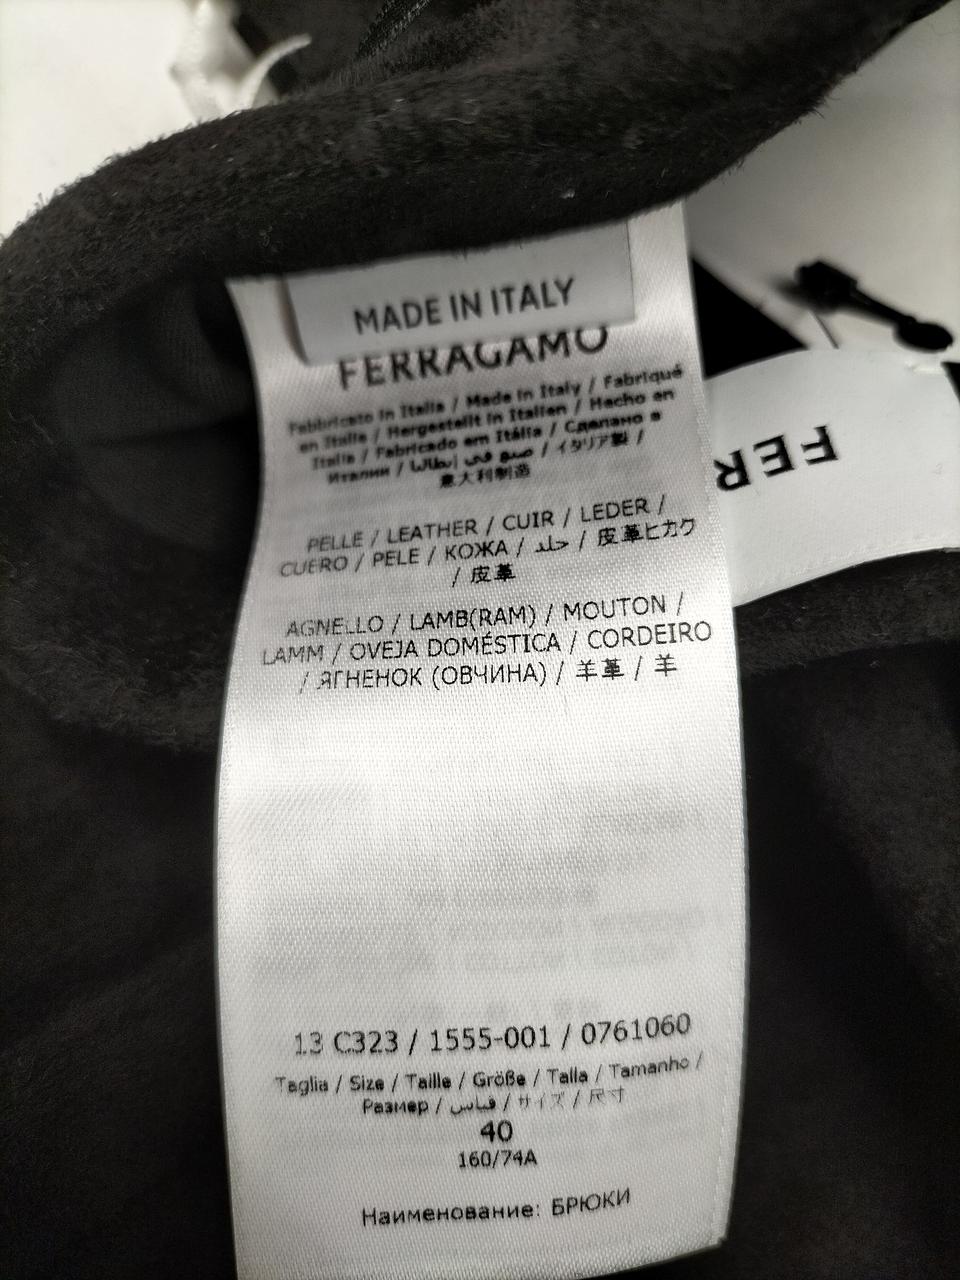 MADE IN ITALY
FERRAGAMO
Fabbricato in Italia / Made in Italy / Fabriqué
en Italie / Hergestellt in Italien / Hecho en
Italia / Fabricado em Itália / Сделано в
Италии / صنع في إيطاليا / イタリア製 /
意大利制造
PELLE / LEATHER / CUIR / LEDER /
CUERO / PELE / КОЖА / جلد / 皮革ヒカク
/ 皮革
AGNELLO / LAMB(RAM) / MOUTON /
LAMM / OVEJA DOMÉSTICA / CORDEIRO
/ ЯГНЕНОК (ОВЧИНА) / 羊革 / 羊
13 C323 / 1555-001 / 0761060
Taglia / Size / Taille / Größe / Talla / Tamanho /
Размер / قياس / サイズ / 尺寸
40
160/74A
Наименование: БРЮКИ
FER